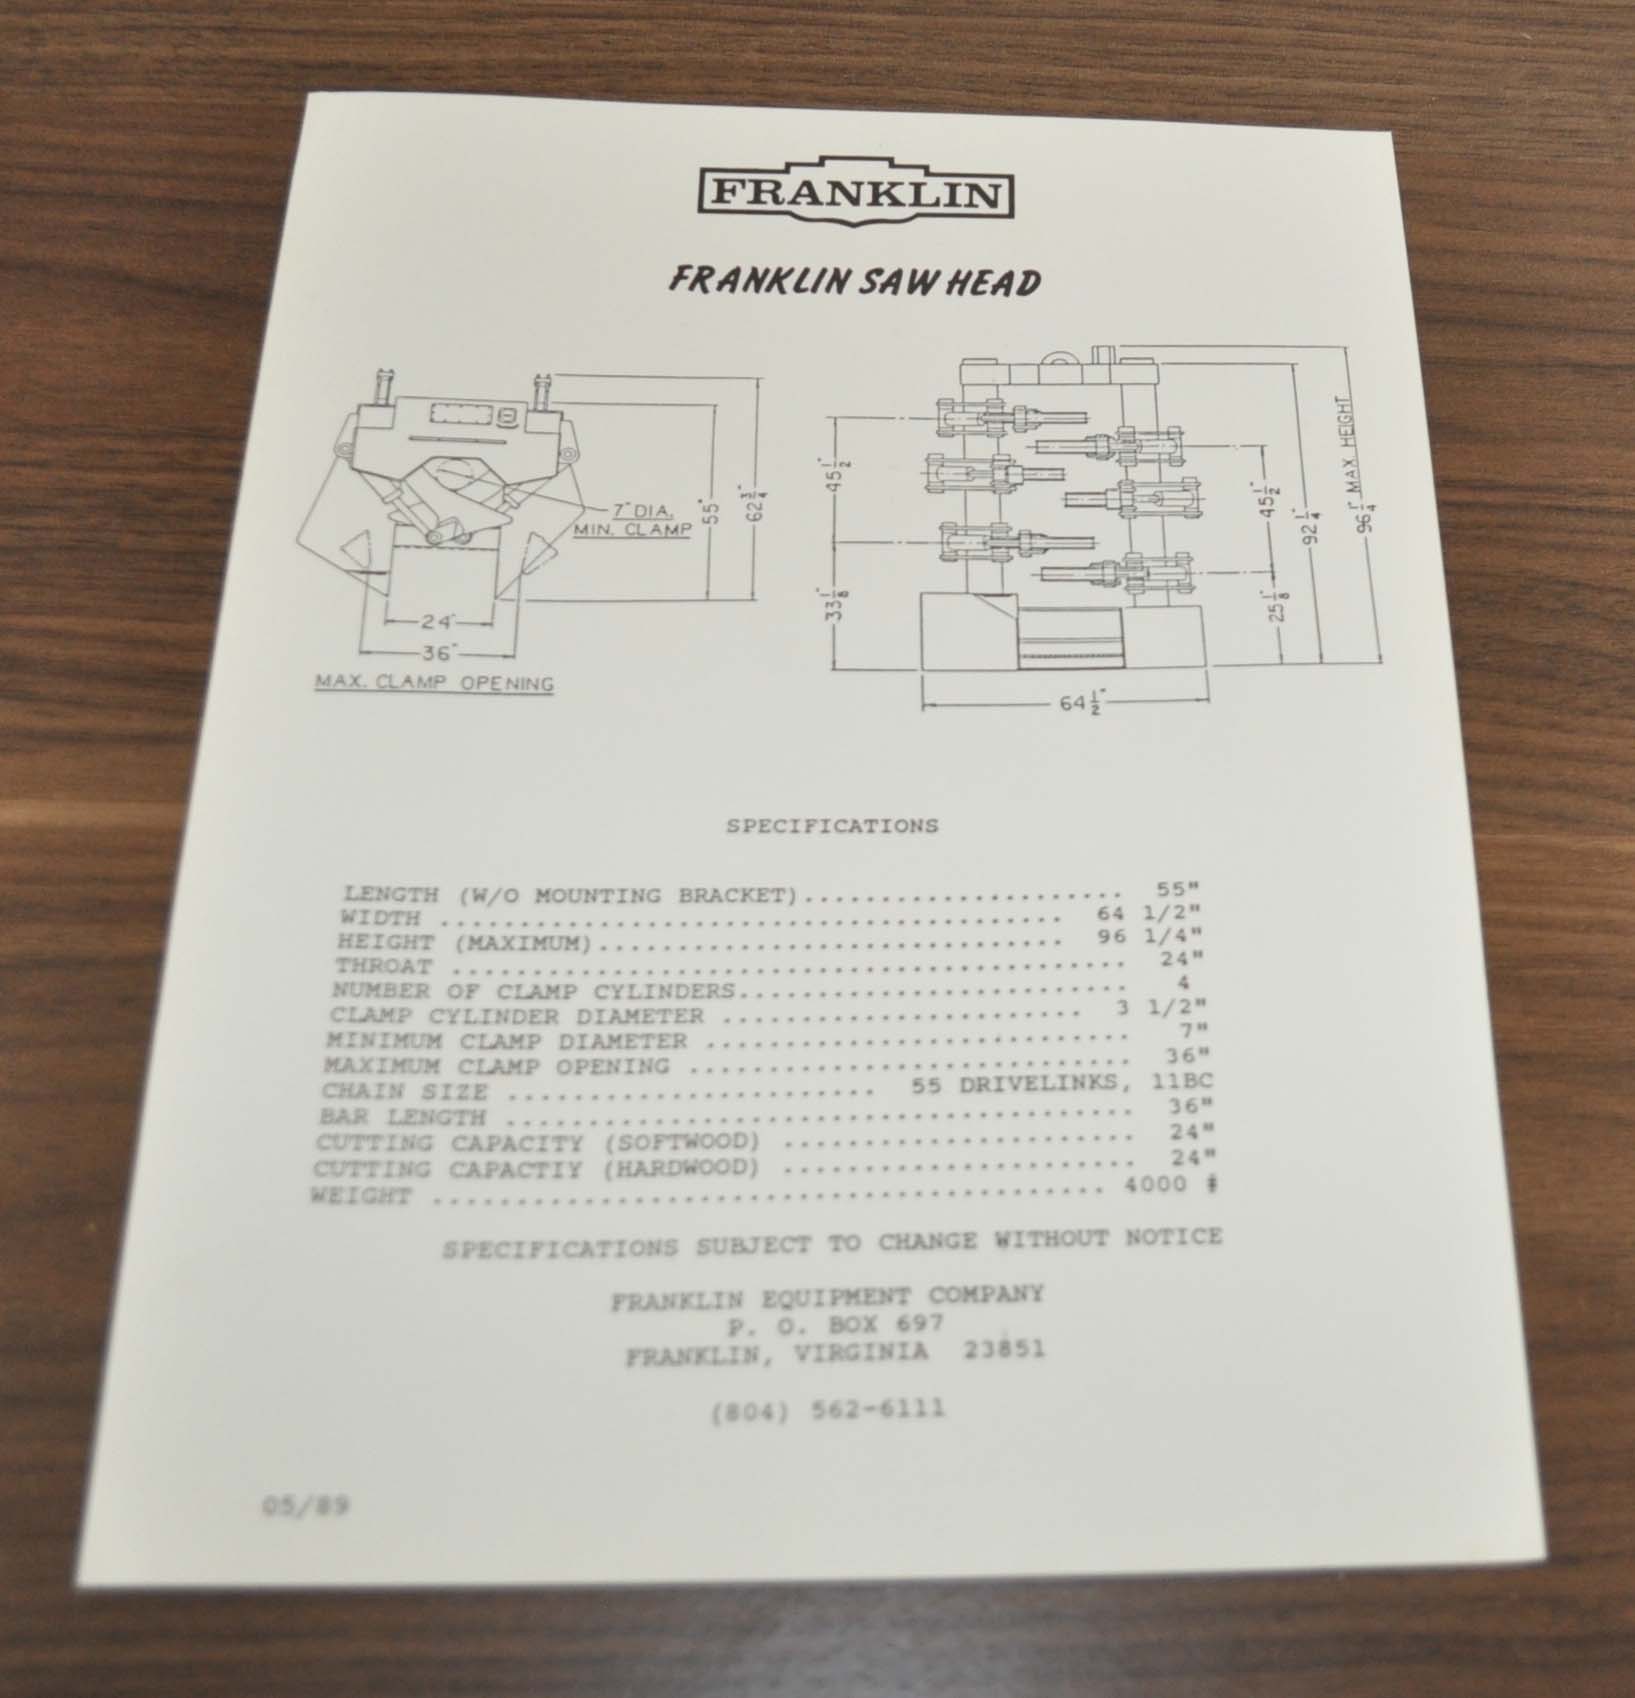 FRANKLIN
FRANKLIN SAW HEAD
7" DIA.
MIN. CLAMP
55"
62 3/4"
24"
36"
MAX. CLAMP OPENING
45 1/2"
33 1/8"
64 1/2"
45 1/2"
25 1/8"
92 1/4"
96 1/4" MAX. HEIGHT
SPECIFICATIONS
LENGTH (W/O MOUNTING BRACKET).................... 55"
WIDTH ....................................... 64 1/2"
HEIGHT (MAXIMUM).............................. 96 1/4"
THROAT .......................................... 24"
NUMBER OF CLAMP CYLINDERS........................ 4
CLAMP CYLINDER DIAMETER ....................... 3 1/2"
MINIMUM CLAMP DIAMETER ........................... 7"
MAXIMUM CLAMP OPENING ............................ 36"
CHAIN SIZE ....................... 55 DRIVELINKS, 11BC
BAR LENGTH ....................................... 36"
CUTTING CAPACITY (SOFTWOOD) ...................... 24"
CUTTING CAPACTIY (HARDWOOD) ...................... 24"
WEIGHT .......................................... 4000 #
SPECIFICATIONS SUBJECT TO CHANGE WITHOUT NOTICE
FRANKLIN EQUIPMENT COMPANY
P. O. BOX 697
FRANKLIN, VIRGINIA 23851
(804) 562-6111
05/89